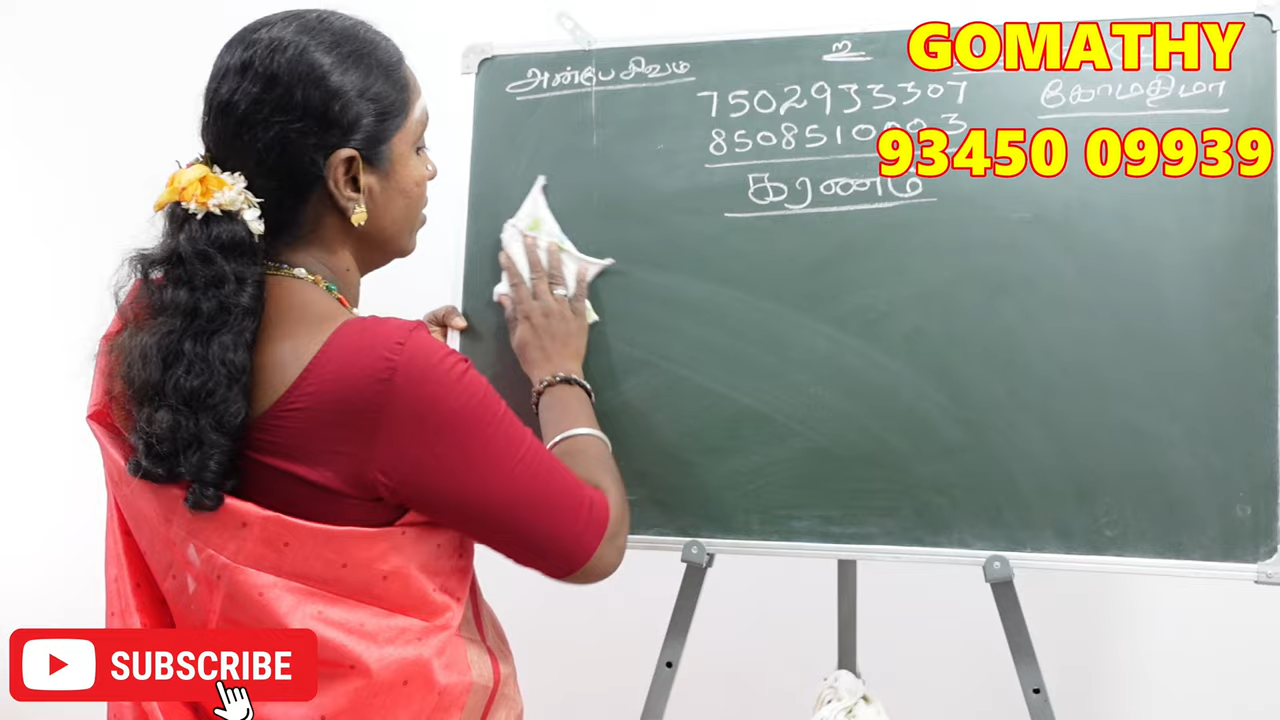 உ
GOMATHY
அன்பே சிவம்
7502933307
கோமதிமா
93450 09939
கரணம்
SUBSCRIBE